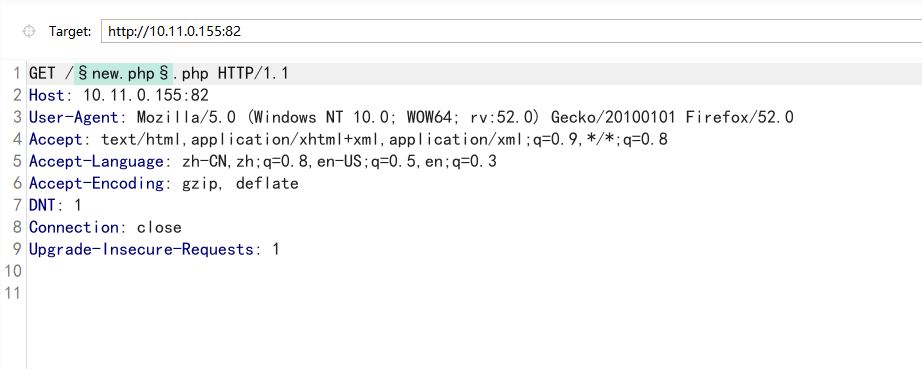 Target: http://10.11.0.155:82
1 GET /§new.php§.php HTTP/1.1
2 Host: 10.11.0.155:82
3 User-Agent: Mozilla/5.0 (Windows NT 10.0; WOW64; rv:52.0) Gecko/20100101 Firefox/52.0
4 Accept: text/html,application/xhtml+xml,application/xml;q=0.9,*/*;q=0.8
5 Accept-Language: zh-CN,zh;q=0.8,en-US;q=0.5,en;q=0.3
6 Accept-Encoding: gzip, deflate
7 DNT: 1
8 Connection: close
9 Upgrade-Insecure-Requests: 1
10
11